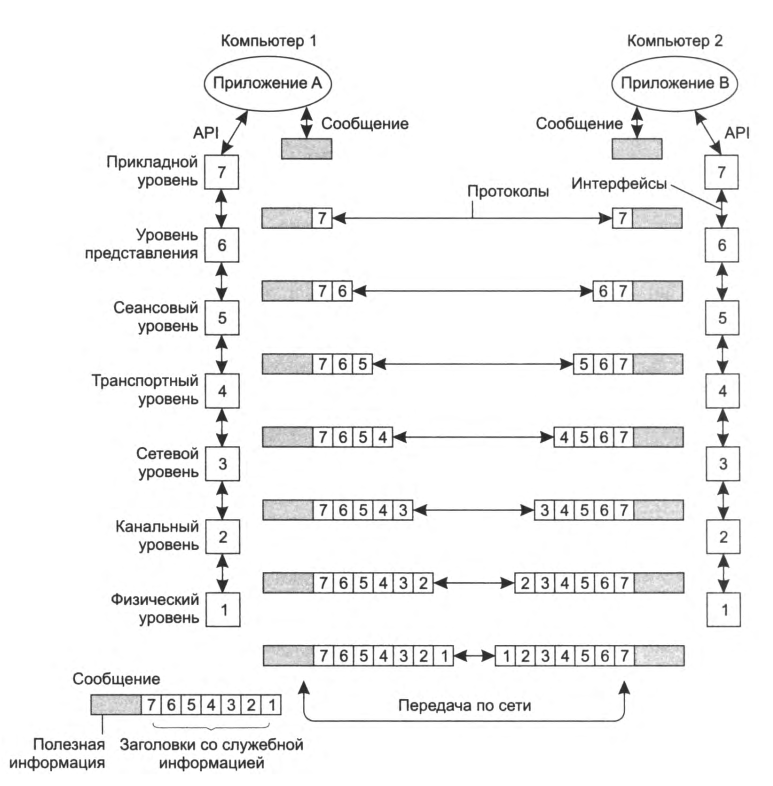 Компьютер 1
Компьютер 2
Приложение A
Приложение B
API
Сообщение
Сообщение
API
Прикладной
уровень
7
7
Протоколы
Интерфейсы
7
7
Уровень
представления
6
6
7 6
6 7
Сеансовый
уровень
5
5
7 6 5
5 6 7
Транспортный
уровень
4
4
7 6 5 4
4 5 6 7
Сетевой
уровень
3
3
7 6 5 4 3
3 4 5 6 7
Канальный
уровень
2
2
7 6 5 4 3 2
2 3 4 5 6 7
Физический
уровень
1
1
7 6 5 4 3 2 1
1 2 3 4 5 6 7
Сообщение
7 6 5 4 3 2 1
Передача по сети
Полезная
информация
Заголовки со служебной
информацией